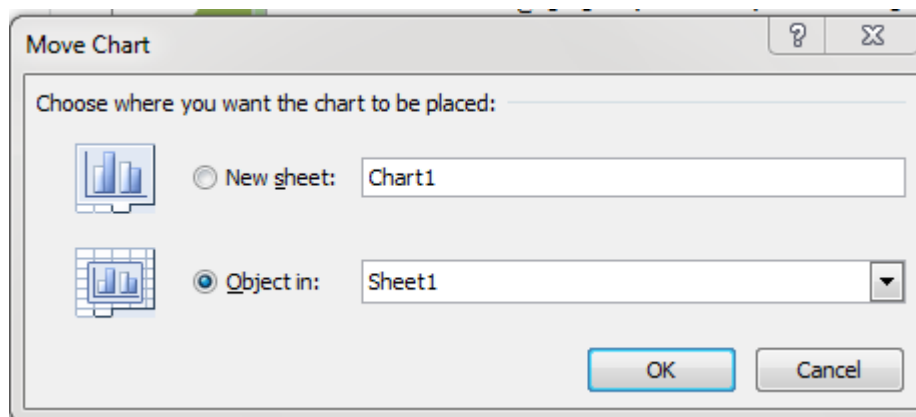 Move Chart
Choose where you want the chart to be placed:
New sheet: Chart1
Object in: Sheet1
OK Cancel